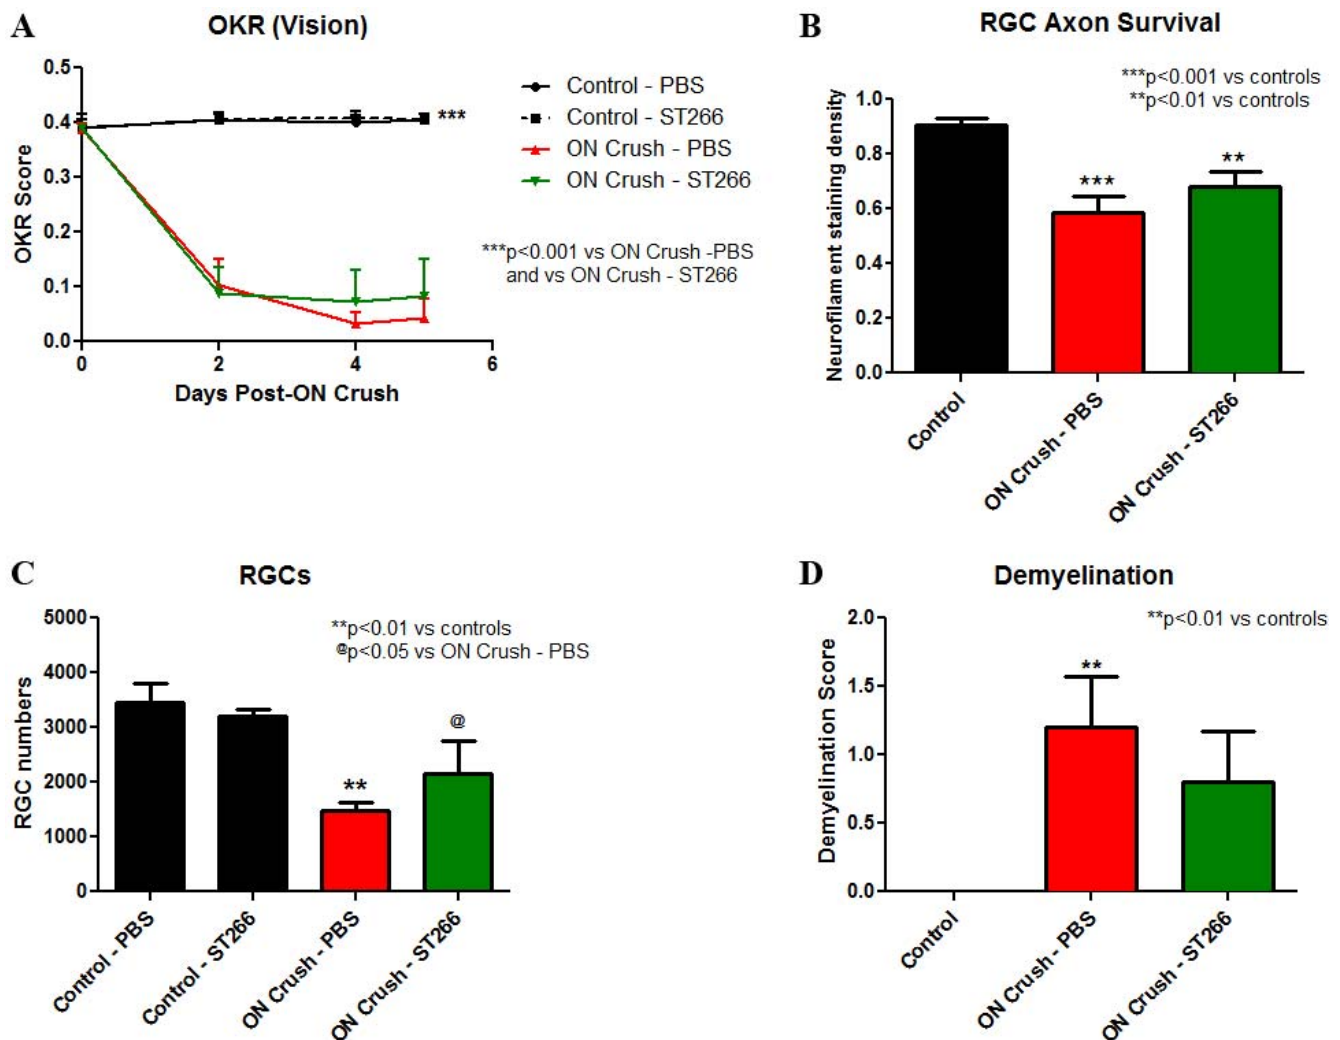 A
OKR (Vision)
0.5
0.4
0.3
0.2
0.1
0.0
OKR Score
0
2
4
6
Days Post-ON Crush
***
Control - PBS
Control - ST266
ON Crush - PBS
ON Crush - ST266
***p<0.001 vs ON Crush -PBS
and vs ON Crush - ST266
B
RGC Axon Survival
***p<0.001 vs controls
**p<0.01 vs controls
1.0
0.8
0.6
0.4
0.2
0.0
Neurofilament staining density
***
**
Control
ON Crush - PBS
ON Crush - ST266
C
RGCs
**p<0.01 vs controls
@p<0.05 vs ON Crush - PBS
5000
4000
3000
2000
1000
0
RGC numbers
**
@
Control - PBS
Control - ST266
ON Crush - PBS
ON Crush - ST266
D
Demyelination
**p<0.01 vs controls
2.0
1.5
1.0
0.5
0.0
Demyelination Score
**
Control
ON Crush - PBS
ON Crush - ST266